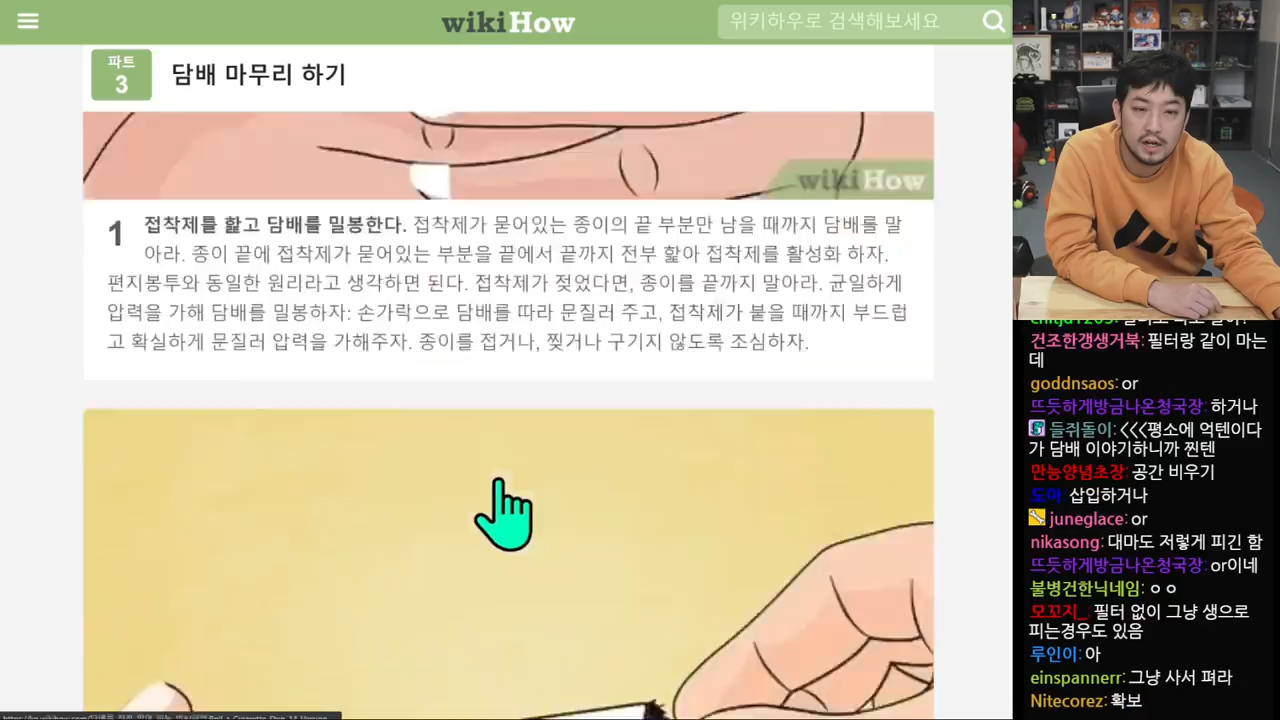 wikiHow
위키하우로 검색해보세요
파트
3
담배 마무리 하기
wikiHow
1
접착제를 핥고 담배를 밀봉한다. 접착제가 묻어있는 종이의 끝 부분만 남을 때까지 담배를 말
아라. 종이 끝에 접착제가 묻어있는 부분을 끝에서 끝까지 전부 핥아 접착제를 활성화 하자.
편지봉투와 동일한 원리라고 생각하면 된다. 접착제가 젖었다면, 종이를 끝까지 말아라. 균일하게
압력을 가해 담배를 밀봉하자: 손가락으로 담배를 따라 문질러 주고, 접착제가 붙을 때까지 부드럽
고 확실하게 문질러 압력을 가해주자. 종이를 접거나, 찢거나 구기지 않도록 조심하자.
건조한갱생거북: 필터랑 같이 마는
데
goddnsaos: or
뜨듯하게방금나온청국장: 하거나
들쥐돌이: <<<평소에 억텐이다
가 담배 이야기하니까 찐텐
만능양념초장: 공간 비우기
도마 삽입하거나
juneglace: or
nikasong: 대마도 저렇게 피긴 함
뜨듯하게방금나온청국장: or이네
불병건한닉네임: ㅇㅇ
모꼬지_: 필터 없이 그냥 생으로
피는경우도 있음
루인이: 아
einspannerr: 그냥 사서 펴라
Nitecorez: 확보